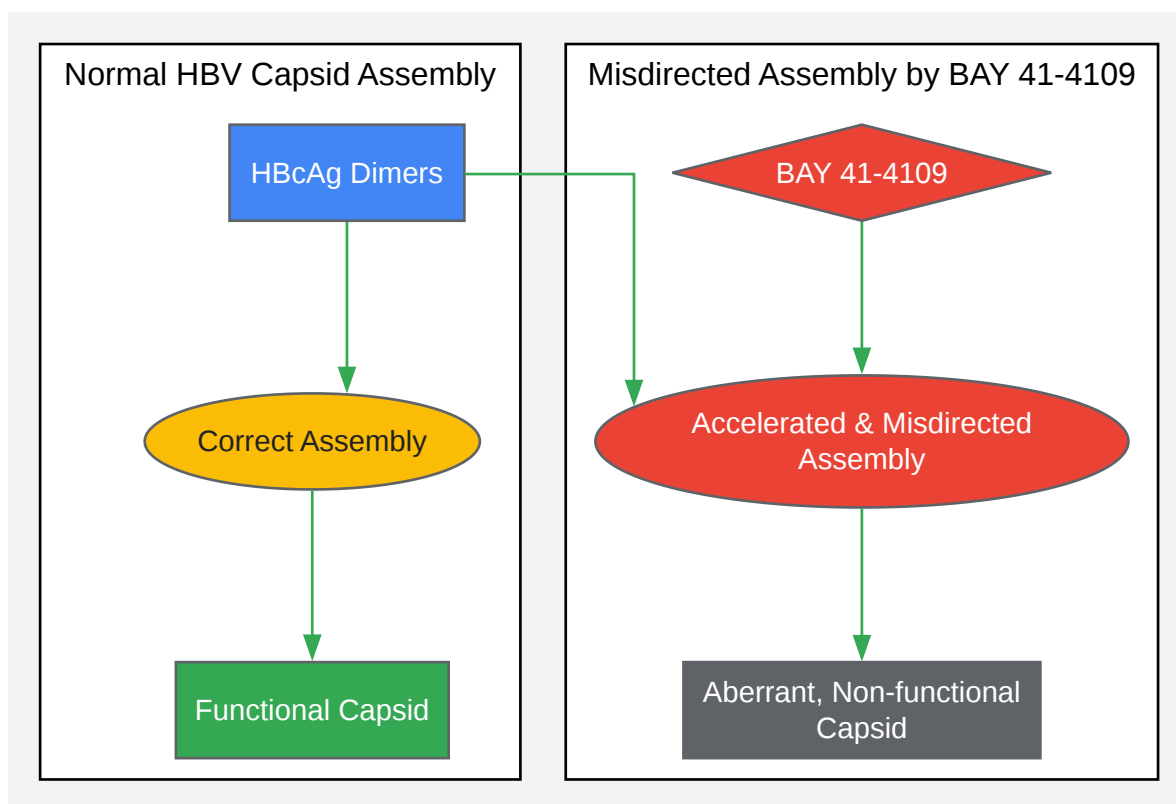 Normal HBV Capsid Assembly
HBcAg Dimers
Correct Assembly
Functional Capsid
Misdirected Assembly by BAY 41-4109
BAY 41-4109
Accelerated & Misdirected
Assembly
Aberrant, Non-functional
Capsid